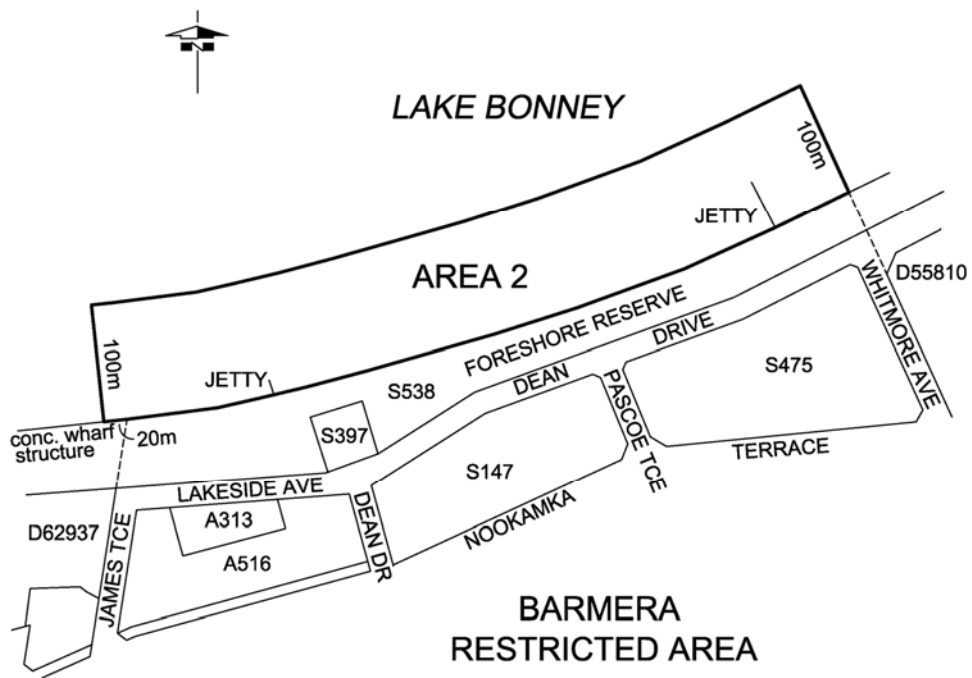 N
LAKE BONNEY
100m
JETTY
AREA 2
D55810
WHITMORE AVE
FORESHORE RESERVE
DRIVE
100m
JETTY
S538
DEAN
S475
PASCOE TCE
conc. wharf
structure
20m
S397
TERRACE
S147
LAKESIDE AVE
NOOKAMKA
D62937
JAMES TCE
A313
DEAN DR
A516
BARMERA
RESTRICTED AREA